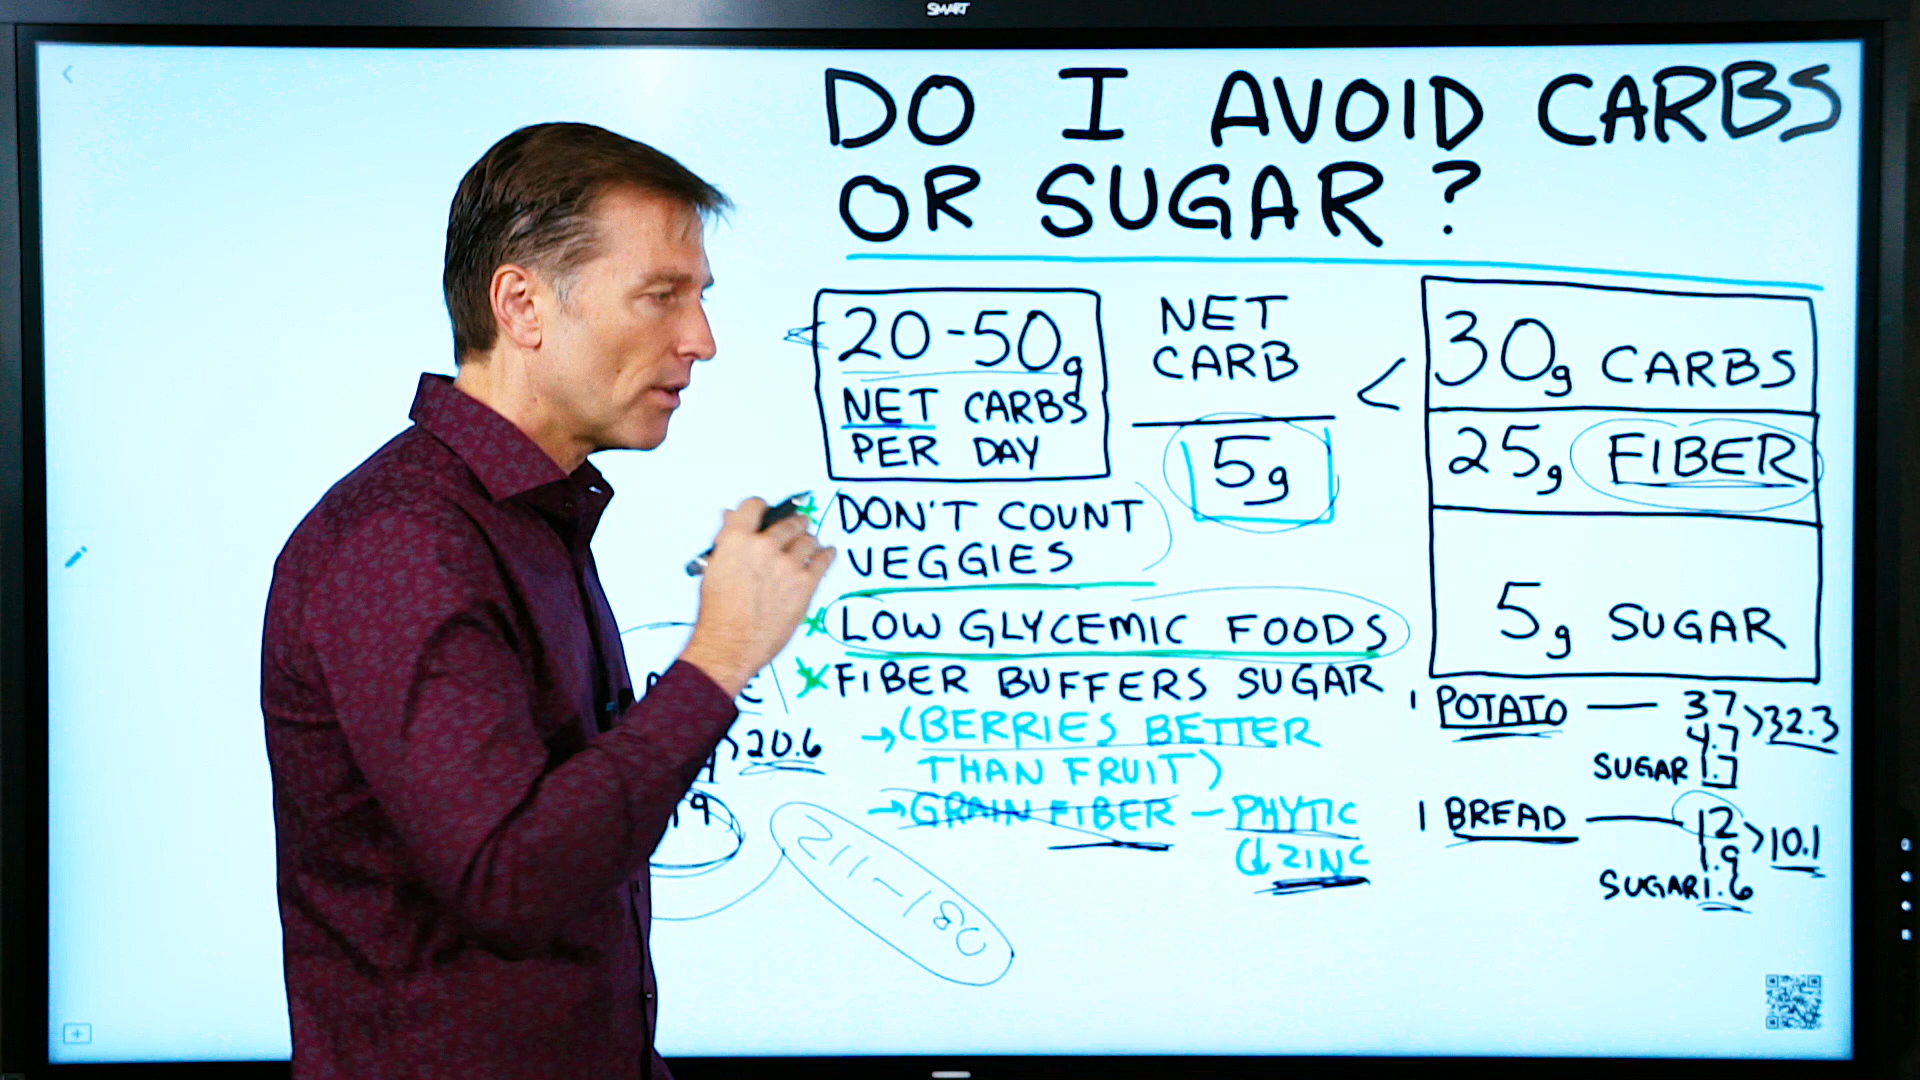 SMART
DO I AVOID CARBS
OR SUGAR?
20-50g
NET CARBS
PER DAY
NET
CARB
5g
30g CARBS
25g FIBER
5g SUGAR
DON'T COUNT
VEGGIES
LOW GLYCEMIC FOODS
FIBER BUFFERS SUGAR
→(BERRIES BETTER
THAN FRUIT)
→GRAIN FIBER - PHYTIC
(↓ZINC
>20.6
1 POTATO — 37 >32.3
4.7
SUGAR 1.7
1 BREAD — 12 >10.1
1.9
SUGAR 1.6